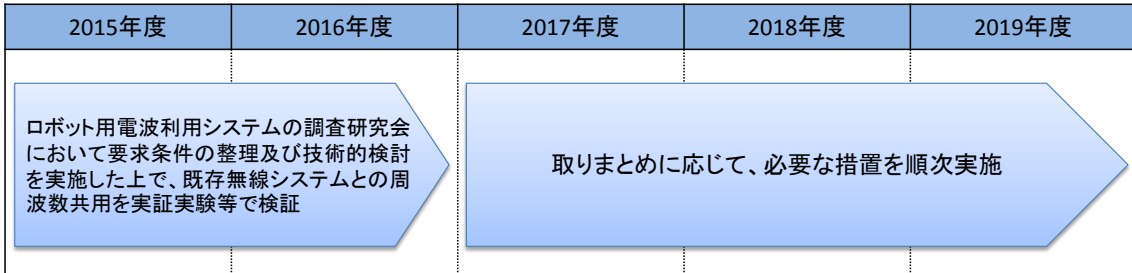 2015年度
2016年度
2017年度
2018年度
2019年度
ロボット用電波利用システムの調査研究会
において要求条件の整理及び技術的検討
を実施した上で、既存無線システムとの周
波数共用を実証実験等で検証
取りまとめに応じて、必要な措置を順次実施